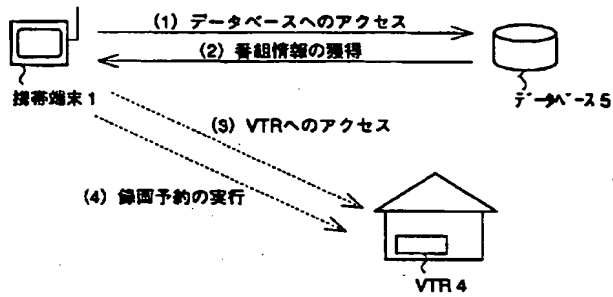 (1) データベースへのアクセス
(2) 番組情報の獲得
携帯端末1
データベース5
(3) VTRへのアクセス
(4) 録画予約の実行
VTR 4